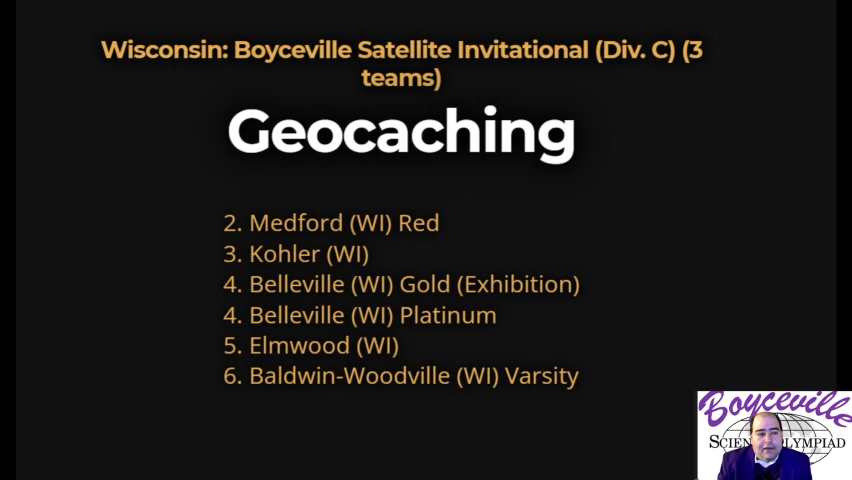 Wisconsin: Boyceville Satellite Invitational (Div. C) (3
teams)
Geocaching
2. Medford (WI) Red
3. Kohler (WI)
4. Belleville (WI) Gold (Exhibition)
4. Belleville (WI) Platinum
5. Elmwood (WI)
6. Baldwin-Woodville (WI) Varsity
Boyceville